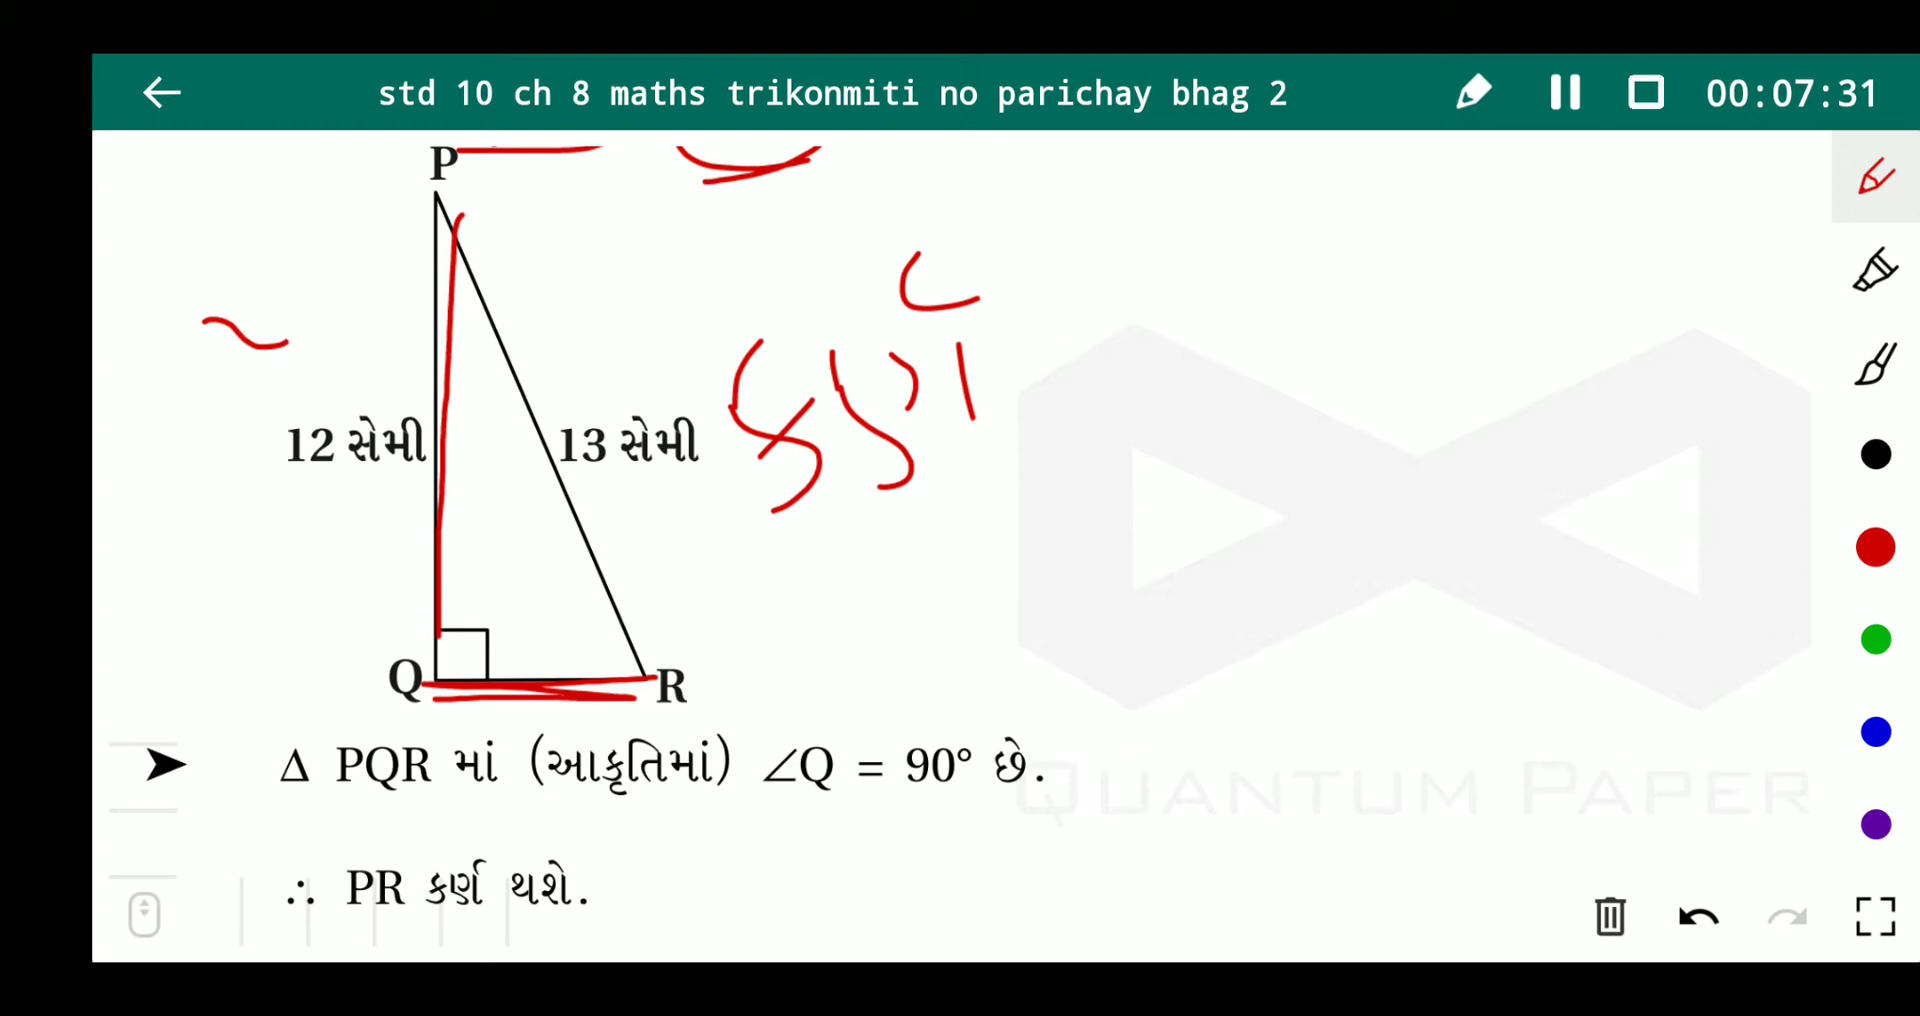 std 10 ch 8 maths trikonmiti no parichay bhag 2
00:07:31
P
12 સેમી
13 સેમી
કર્ણ
Q
R
Δ PQR માં (આકૃતિમાં) ∠Q = 90° છે.
QUANTUM PAPER
∴ PR કર્ણ થશે.